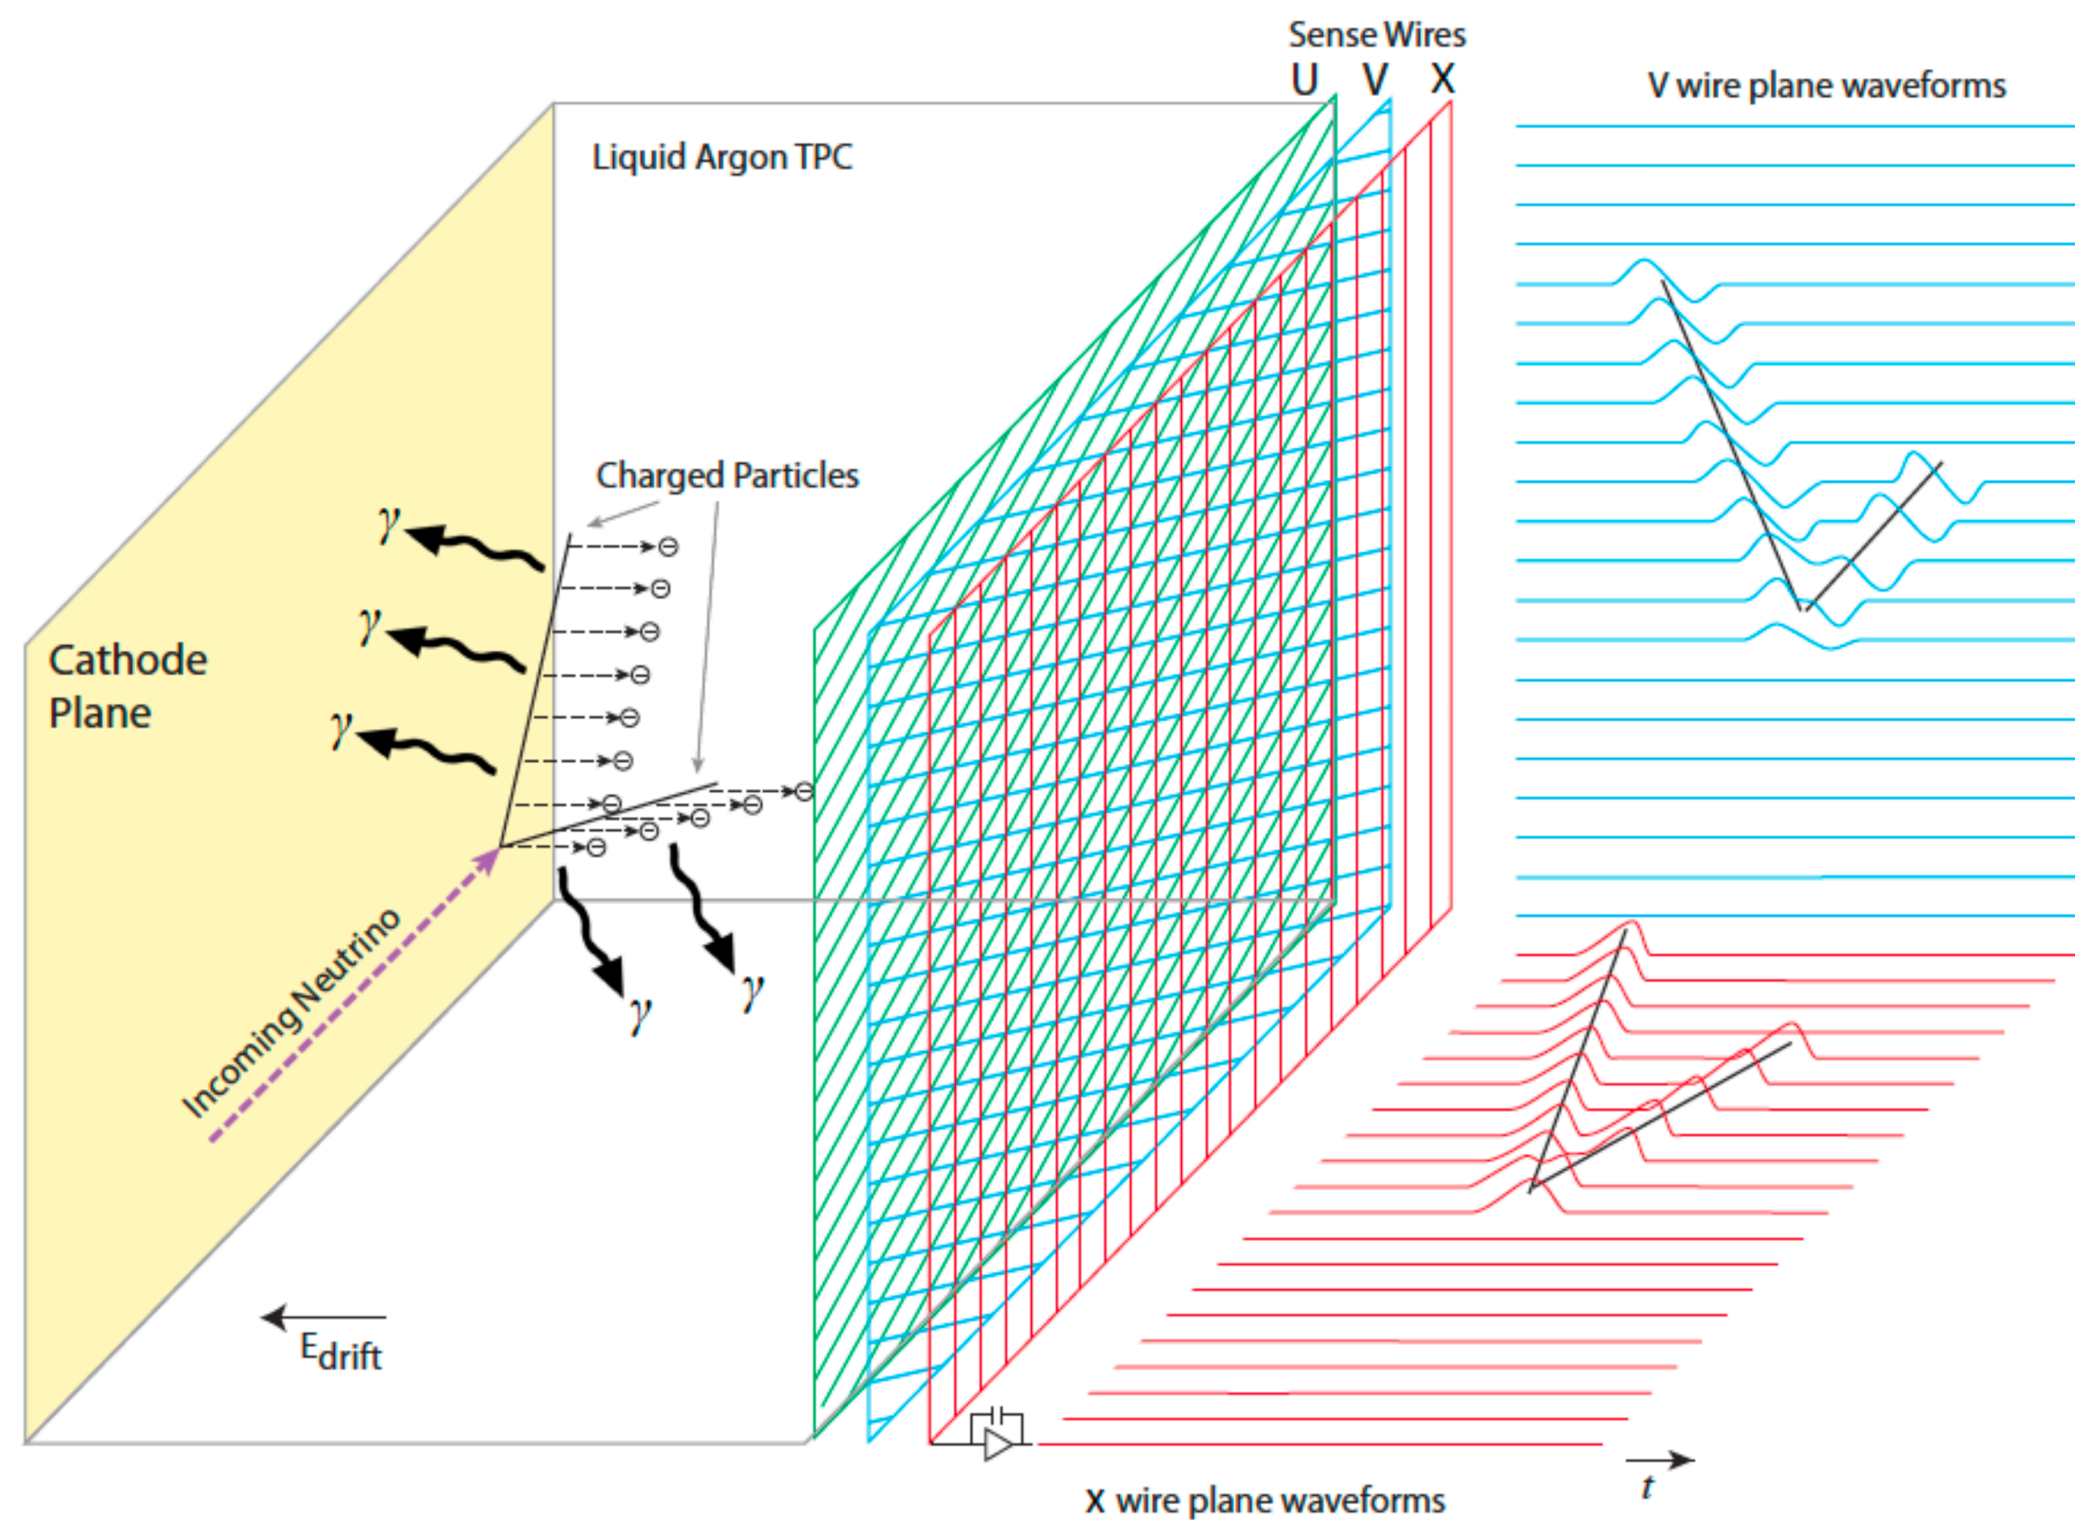 Sense Wires
U V X
V wire plane waveforms
Liquid Argon TPC
Charged Particles
γ
γ
γ
Cathode
Plane
Incoming Neutrino
γ
γ
Edrift
t
X wire plane waveforms